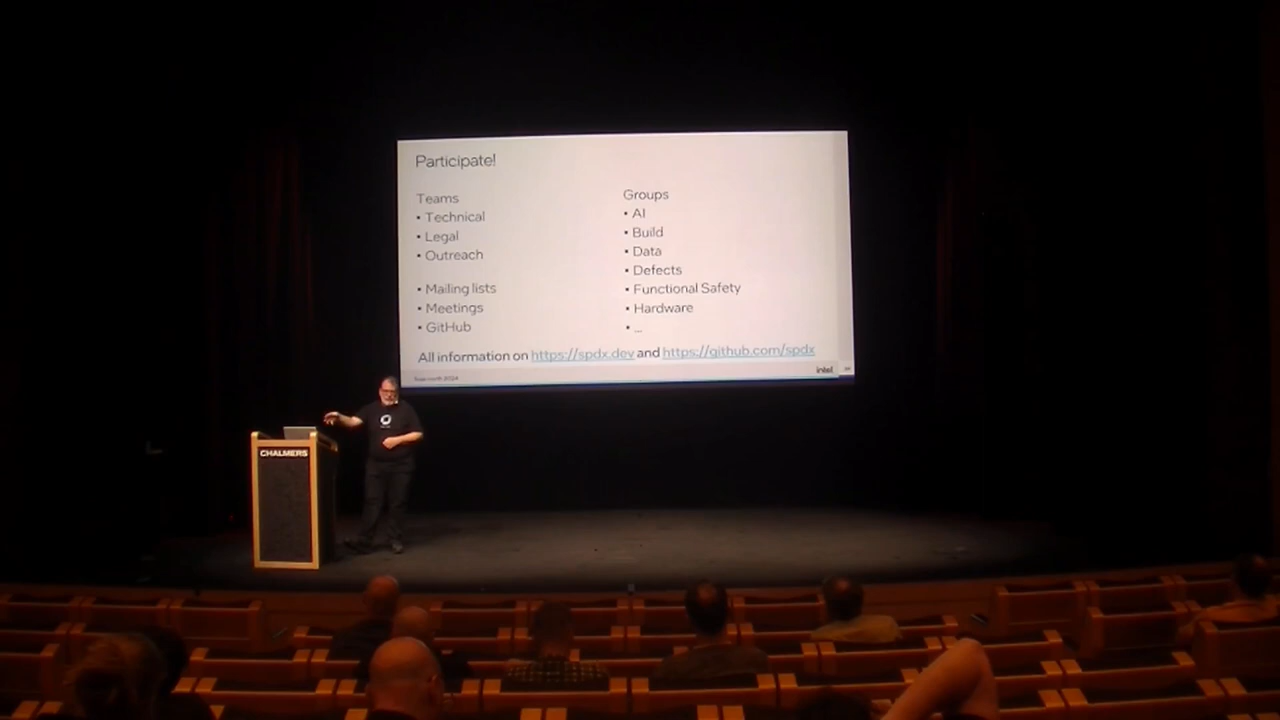 Participate!
Teams
• Technical
• Legal
• Outreach
• Mailing lists
• Meetings
• GitHub
Groups
• AI
• Build
• Data
• Defects
• Functional Safety
• Hardware
• ...
All information on https://spdx.dev and https://github.com/spdx
intel
CHALMERS